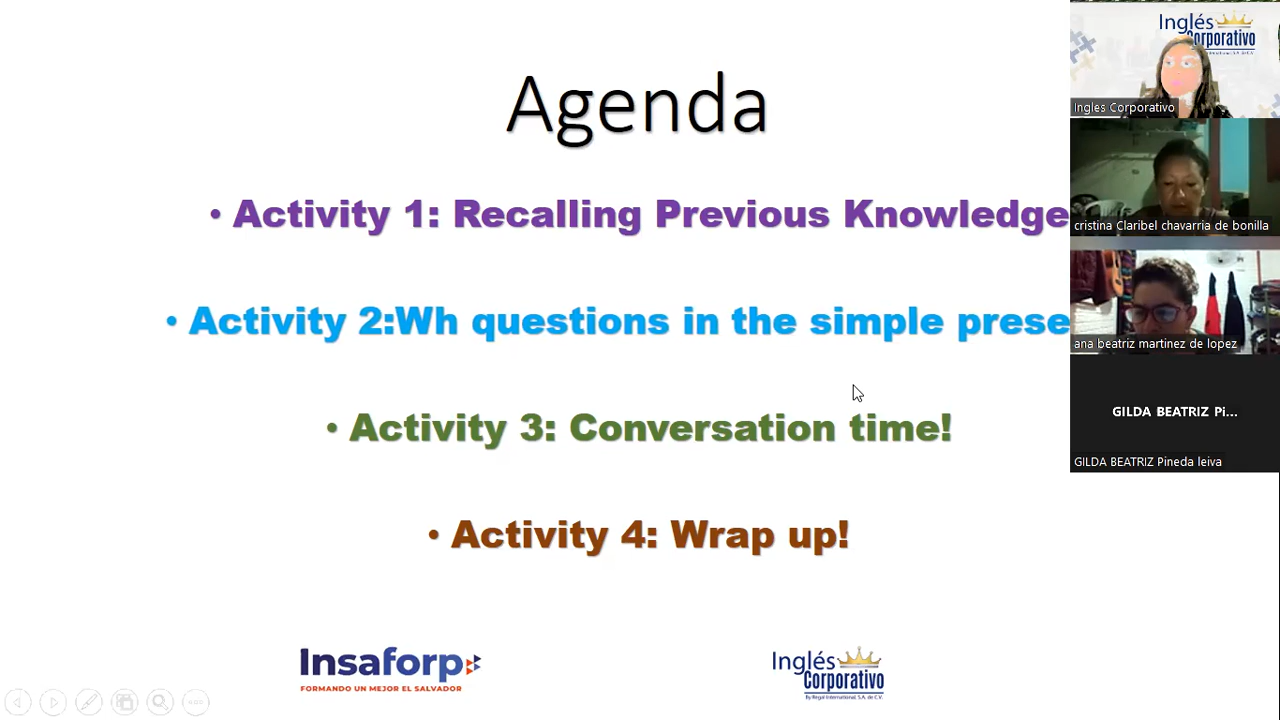 Agenda
• Activity 1: Recalling Previous Knowledge
• Activity 2:Wh questions in the simple prese
• Activity 3: Conversation time!
• Activity 4: Wrap up!
Insaforp
FORMANDO UN MEJOR EL SALVADOR
Inglés
Corporativo
By Regal International, S.A. de C.V.
Inglés
Corporativo
Ingles Corporativo
cristina Claribel chavarria de bonilla
ana beatriz martinez de lopez
GILDA BEATRIZ Pi...
GILDA BEATRIZ Pineda leiva